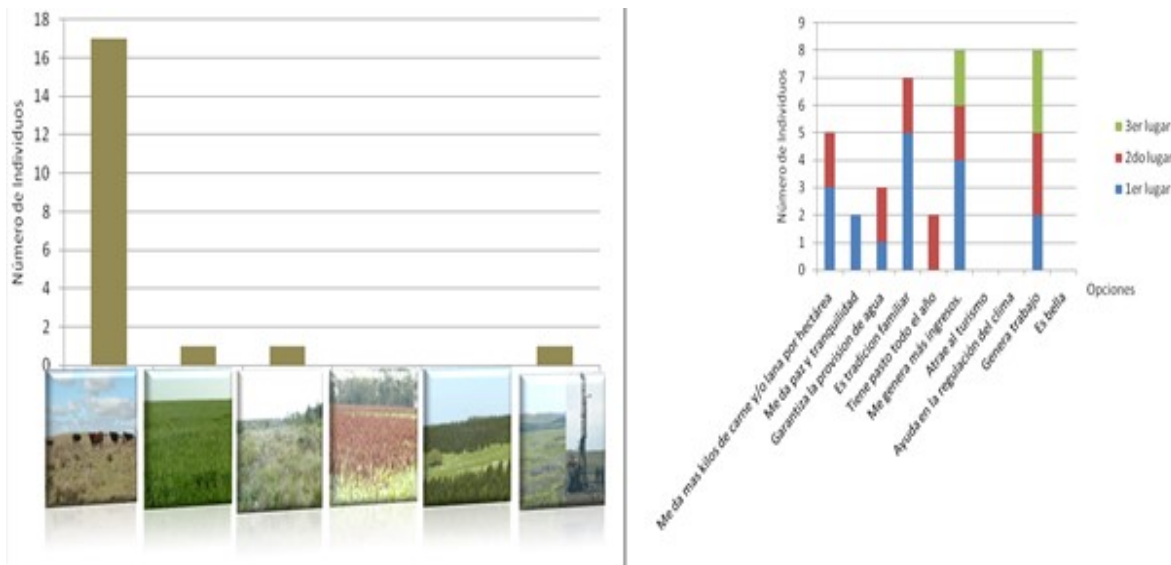 Número de Individuos
18
16
14
12
10
8
6
4
2
0
Número de Individuos
9
8
7
6
5
4
3
2
1
0
3er lugar
2do lugar
1er lugar
Opciones
Me da mas kilos de carne y/o lana por hectárea
Me da paz y tranquilidad
Garantiza la provision de agua
Es tradicion familiar
Tiene pasto todo el año
Me genera más ingresos.
Atrae al turismo
Ayuda en la regulación del clima
Genera trabajo
Es bella